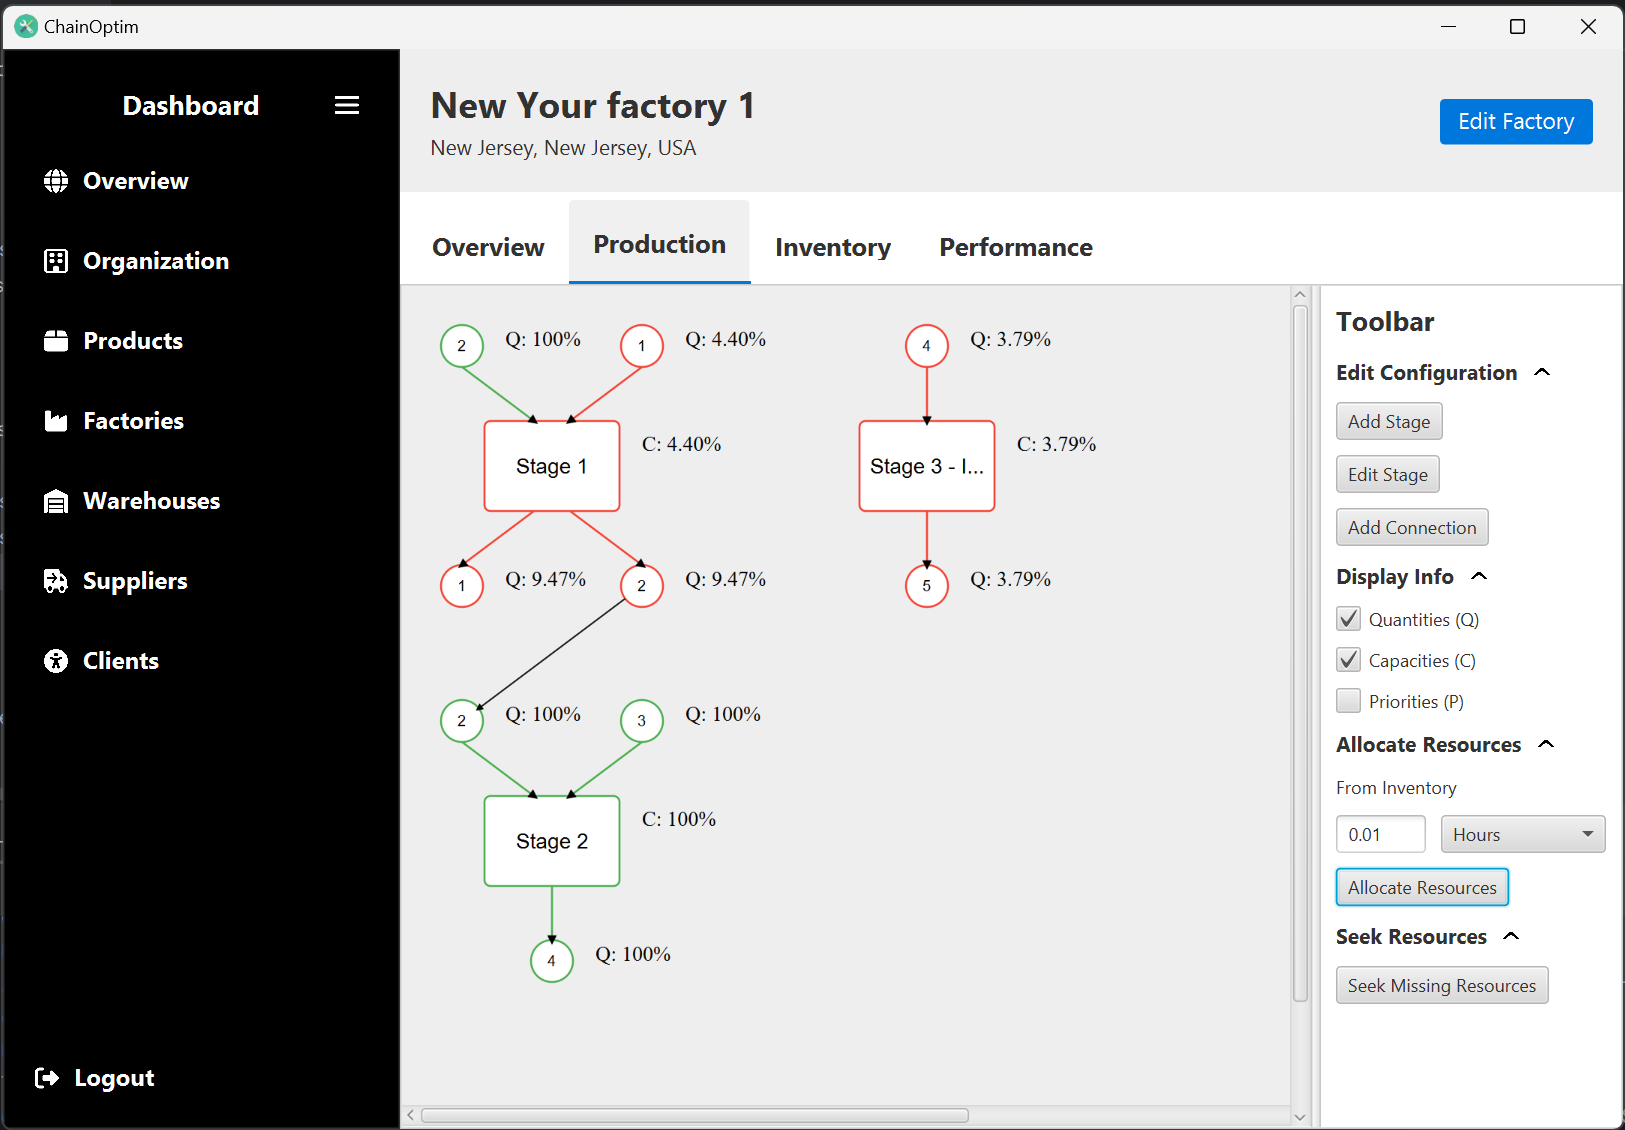 ChainOptim
Dashboard
Overview
Organization
Products
Factories
Warehouses
Suppliers
Clients
Logout
New Your factory 1
New Jersey, New Jersey, USA
Edit Factory
Overview Production Inventory Performance
2 Q: 100% 1 Q: 4.40% 4 Q: 3.79%
Stage 1 C: 4.40% Stage 3 - I... C: 3.79%
1 Q: 9.47% 2 Q: 9.47% 5 Q: 3.79%
2 Q: 100% 3 Q: 100%
Stage 2 C: 100%
4 Q: 100%
Toolbar
Edit Configuration
Add Stage
Edit Stage
Add Connection
Display Info
Quantities (Q)
Capacities (C)
Priorities (P)
Allocate Resources
From Inventory
0.01 Hours
Allocate Resources
Seek Resources
Seek Missing Resources